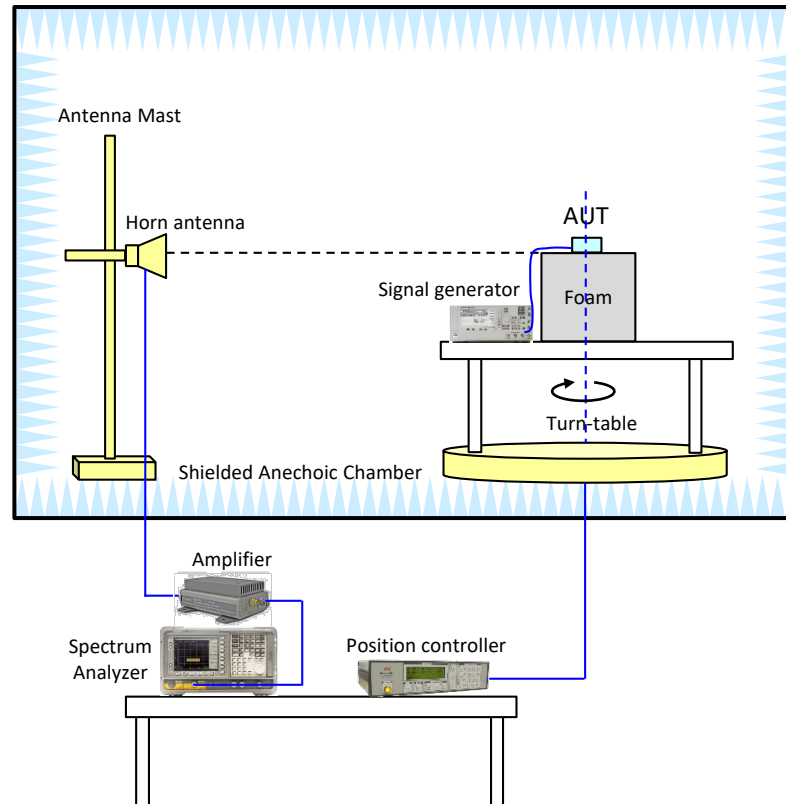 Antenna Mast
Horn antenna
AUT
Signal generator
Foam
Turn-table
Shielded Anechoic Chamber
Amplifier
Spectrum
Analyzer
Position controller